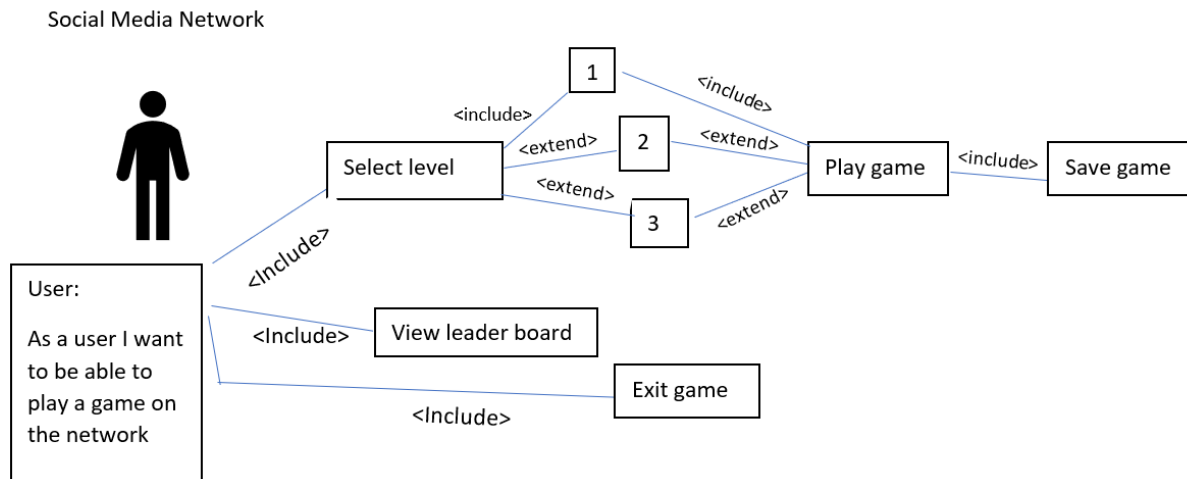 Social Media Network
1
<include>
<include>
Select level
<extend>
2
<extend>
Play game
<include>
Save game
<extend>
3
<extend>
<Include>
User:
As a user I want
to be able to
play a game on
the network
<Include>
View leader board
Exit game
<Include>